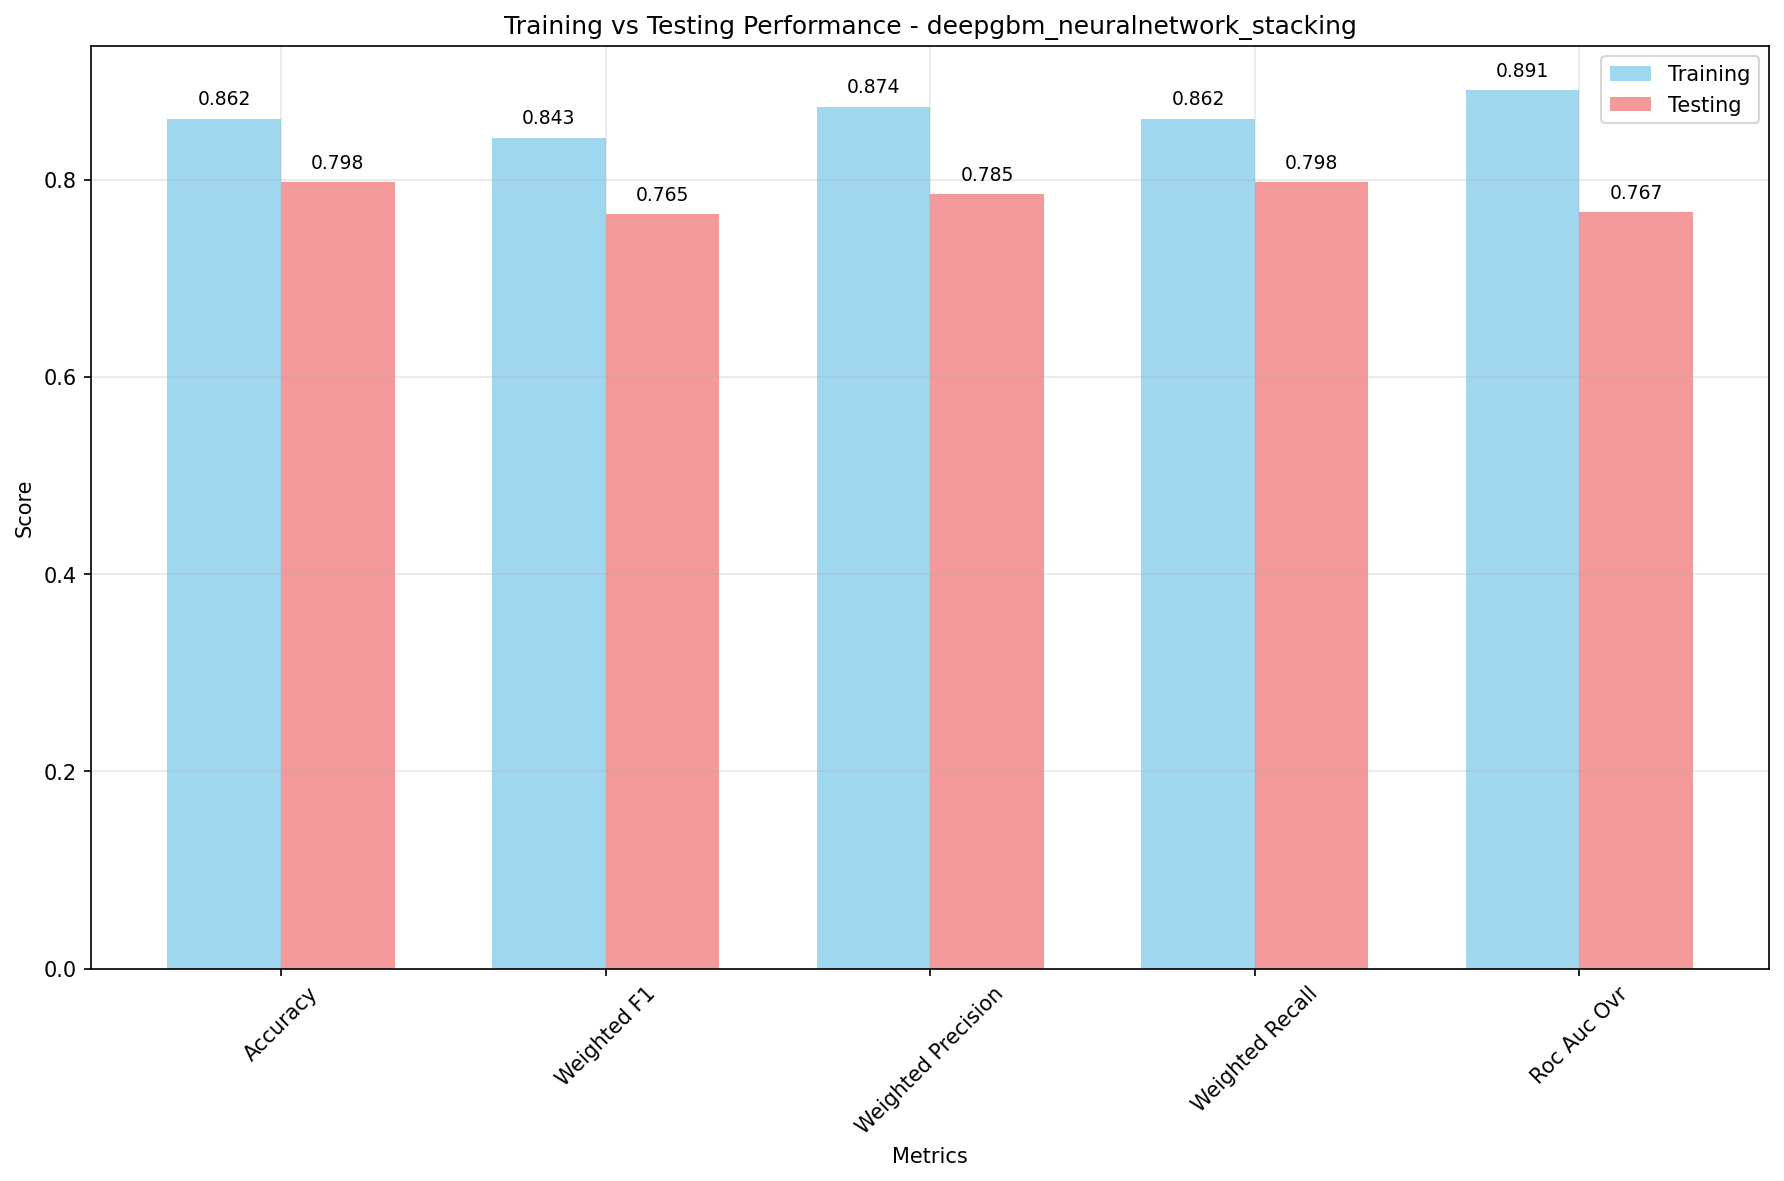 Training vs Testing Performance - deepgbm_neuralnetwork_stacking
Training
Testing
0.862
0.798
0.843
0.765
0.874
0.785
0.862
0.798
0.891
0.767
Score
0.8
0.6
0.4
0.2
0.0
Accuracy
Weighted F1
Weighted Precision
Weighted Recall
Roc Auc Ovr
Metrics